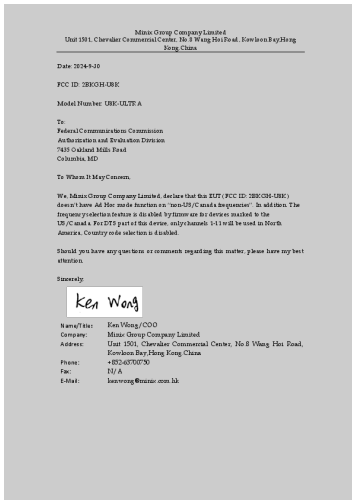 Minix Group Company Limited
Unit 1501, Chevalier Commercial Center, No.8 Wang Hoi Road, Kowloon Bay,Hong
Kong,China
Date: 2024-9-30
FCC ID: 2BKGH-U8K
Model Number: U8K-ULTRA
To:
Federal Communications Commission
Authorization and Evaluation Division
7435 Oakland Mills Road
Columbia, MD
To Whom It May Concern,
We, Minix Group Company Limited, declare that this EUT( FCC ID: 2BKGH-U8K)
doesn't have Ad Hoc mode function on "non-US/Canada frequencies". In addition. The
frequency selection feature is disabled by firmware for devices marked to the
US/Canada. For DTS part of this device, only channels 1-11 will be used in North
America, Country code selection is disabled.
Should you have any questions or comments regarding this matter, please have my best
attention.
Sincerely,
Ken Wong
Name/Title: Ken Wong/COO
Company: Minix Group Company Limited
Address: Unit 1501, Chevalier Commercial Center, No.8 Wang Hoi Road,
Kowloon Bay,Hong Kong,China
Phone: +852-63700750
Fax: N/A
E-Mail: kenwong@minix.com.hk